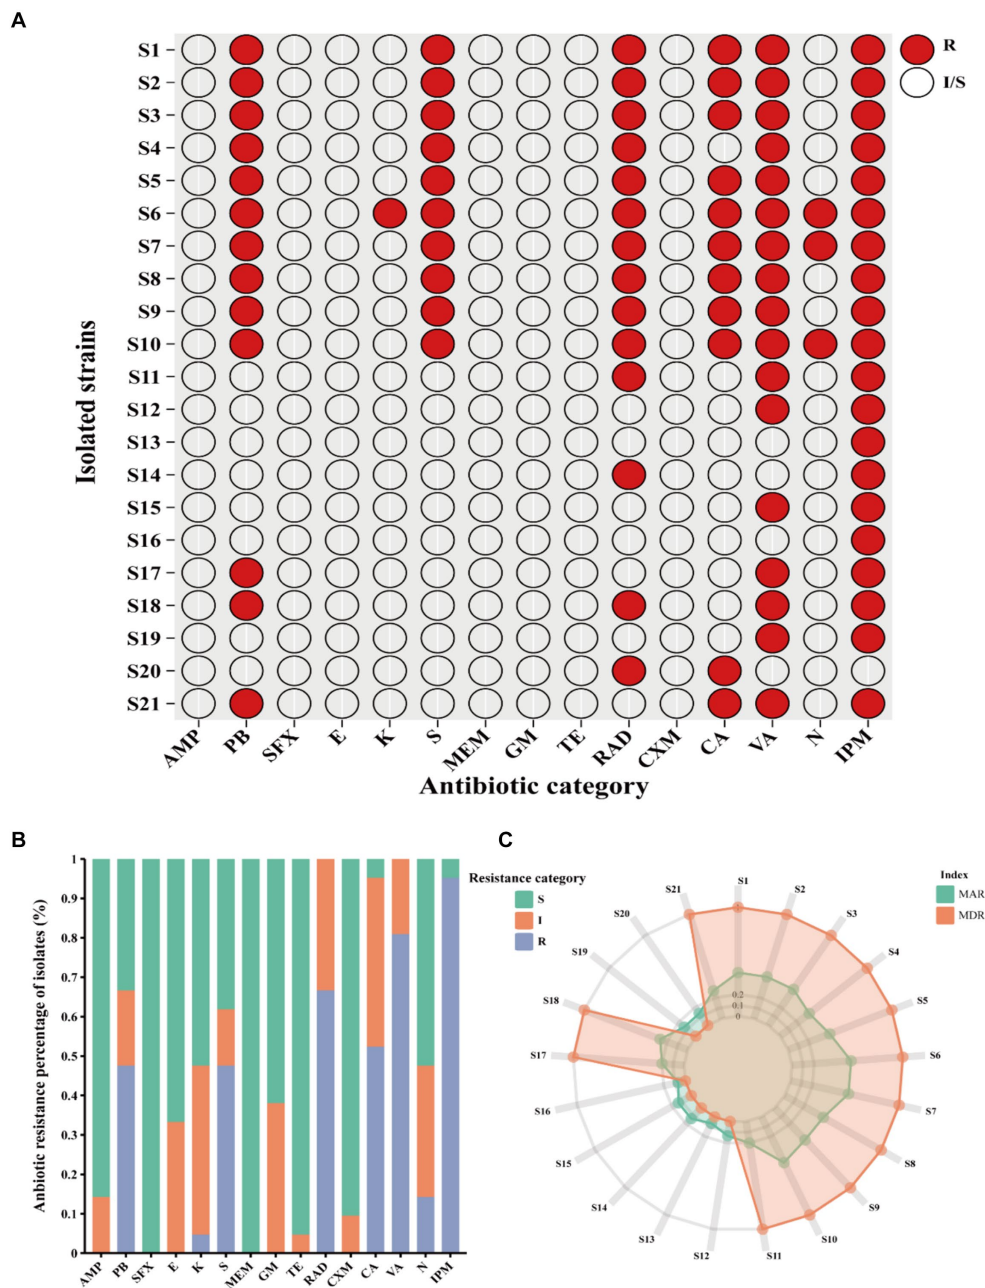 A
S1
S2
S3
S4
S5
S6
S7
S8
S9
S10
S11
S12
S13
S14
S15
S16
S17
S18
S19
S20
S21
Isolated strains
R
I/S
AMP PB SFX E K S MEM GM TE RAD CXM CA VA N IPM
Antibiotic category
B
Anbiotic resistance percentage of isolates (%)
1
0.9
0.8
0.7
0.6
0.5
0.4
0.3
0.2
0.1
0
AMP PB SFX E K S MEM GM TE RAD CXM CA VA N IPM
Resistance category
S
I
R
C
Index
MAR
MDR
S1
S2
S3
S4
S5
S6
S7
S8
S9
S10
S11
S12
S13
S14
S15
S16
S17
S18
S19
S20
S21
0.2
0.1
0